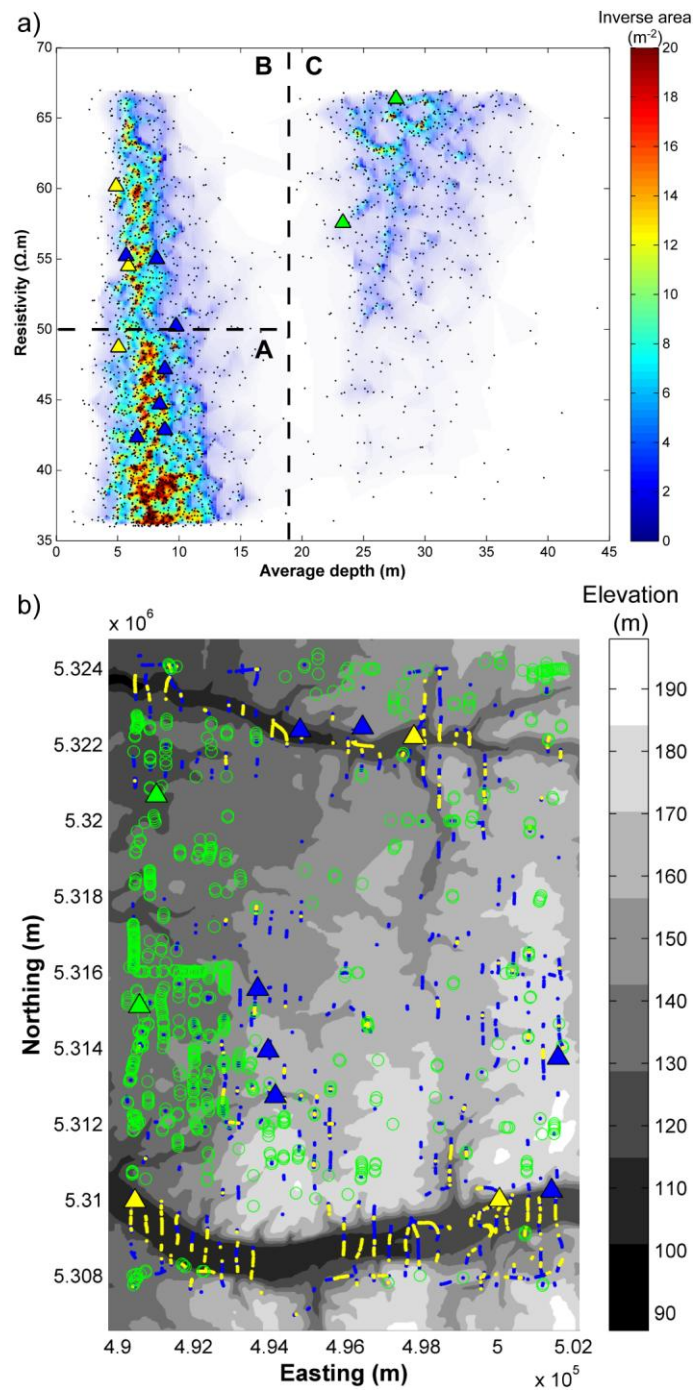 a)
Inverse area
(m-2)
B
C
A
70
65
60
55
50
45
40
35
Resistivity (Ω.m)
0 5 10 15 20 25 30 35 40 45
Average depth (m)
20
18
16
14
12
10
8
6
4
2
0
b)
Elevation
(m)
x 10⁶
5.324
5.322
5.32
5.318
5.316
5.314
5.312
5.31
5.308
Northing (m)
4.9 4.92 4.94 4.96 4.98 5 5.02
Easting (m)
x 10⁵
190
180
170
160
150
140
130
120
110
100
90